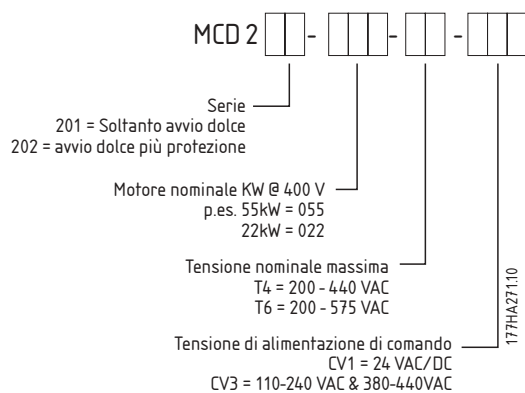 MCD 2 - - -
Serie
201 = Soltanto avvio dolce
202 = avvio dolce più protezione
Motore nominale KW @ 400 V
p.es. 55kW = 055
22kW = 022
Tensione nominale massima
T4 = 200 - 440 VAC
T6 = 200 - 575 VAC
Tensione di alimentazione di comando
CV1 = 24 VAC/DC
CV3 = 110-240 VAC & 380-440VAC
177HA271.10